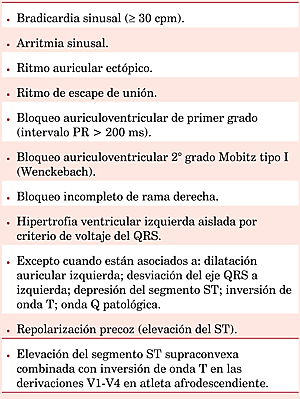 • Bradicardia sinusal (≥ 30 cpm).
• Arritmia sinusal.
• Ritmo auricular ectópico.
• Ritmo de escape de unión.
• Bloqueo auriculoventricular de primer grado
(intervalo PR > 200 ms).
• Bloqueo auriculoventricular 2° grado Mobitz tipo I
(Wenckebach).
• Bloqueo incompleto de rama derecha.
• Hipertrofia ventricular izquierda aislada por
criterio de voltaje del QRS.
• Excepto cuando están asociados a: dilatación
auricular izquierda; desviación del eje QRS a
izquierda; depresión del segmento ST; inversión de
onda T; onda Q patológica.
• Repolarización precoz (elevación del ST).
• Elevación del segmento ST supraconvexa
combinada con inversión de onda T en las
derivaciones V1-V4 en atleta afrodescendiente.